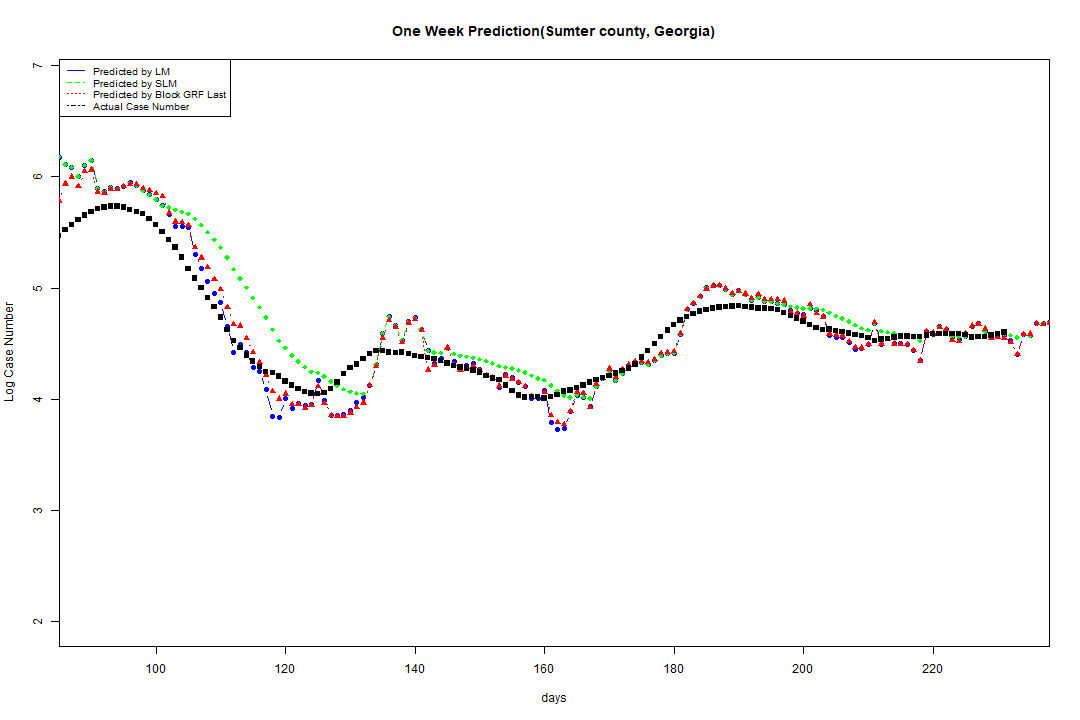 One Week Prediction(Sumter county, Georgia)
Predicted by LM
Predicted by SLM
Predicted by Block GRF Last
Actual Case Number
7
6
5
4
3
2
Log Case Number
100 120 140 160 180 200 220
days